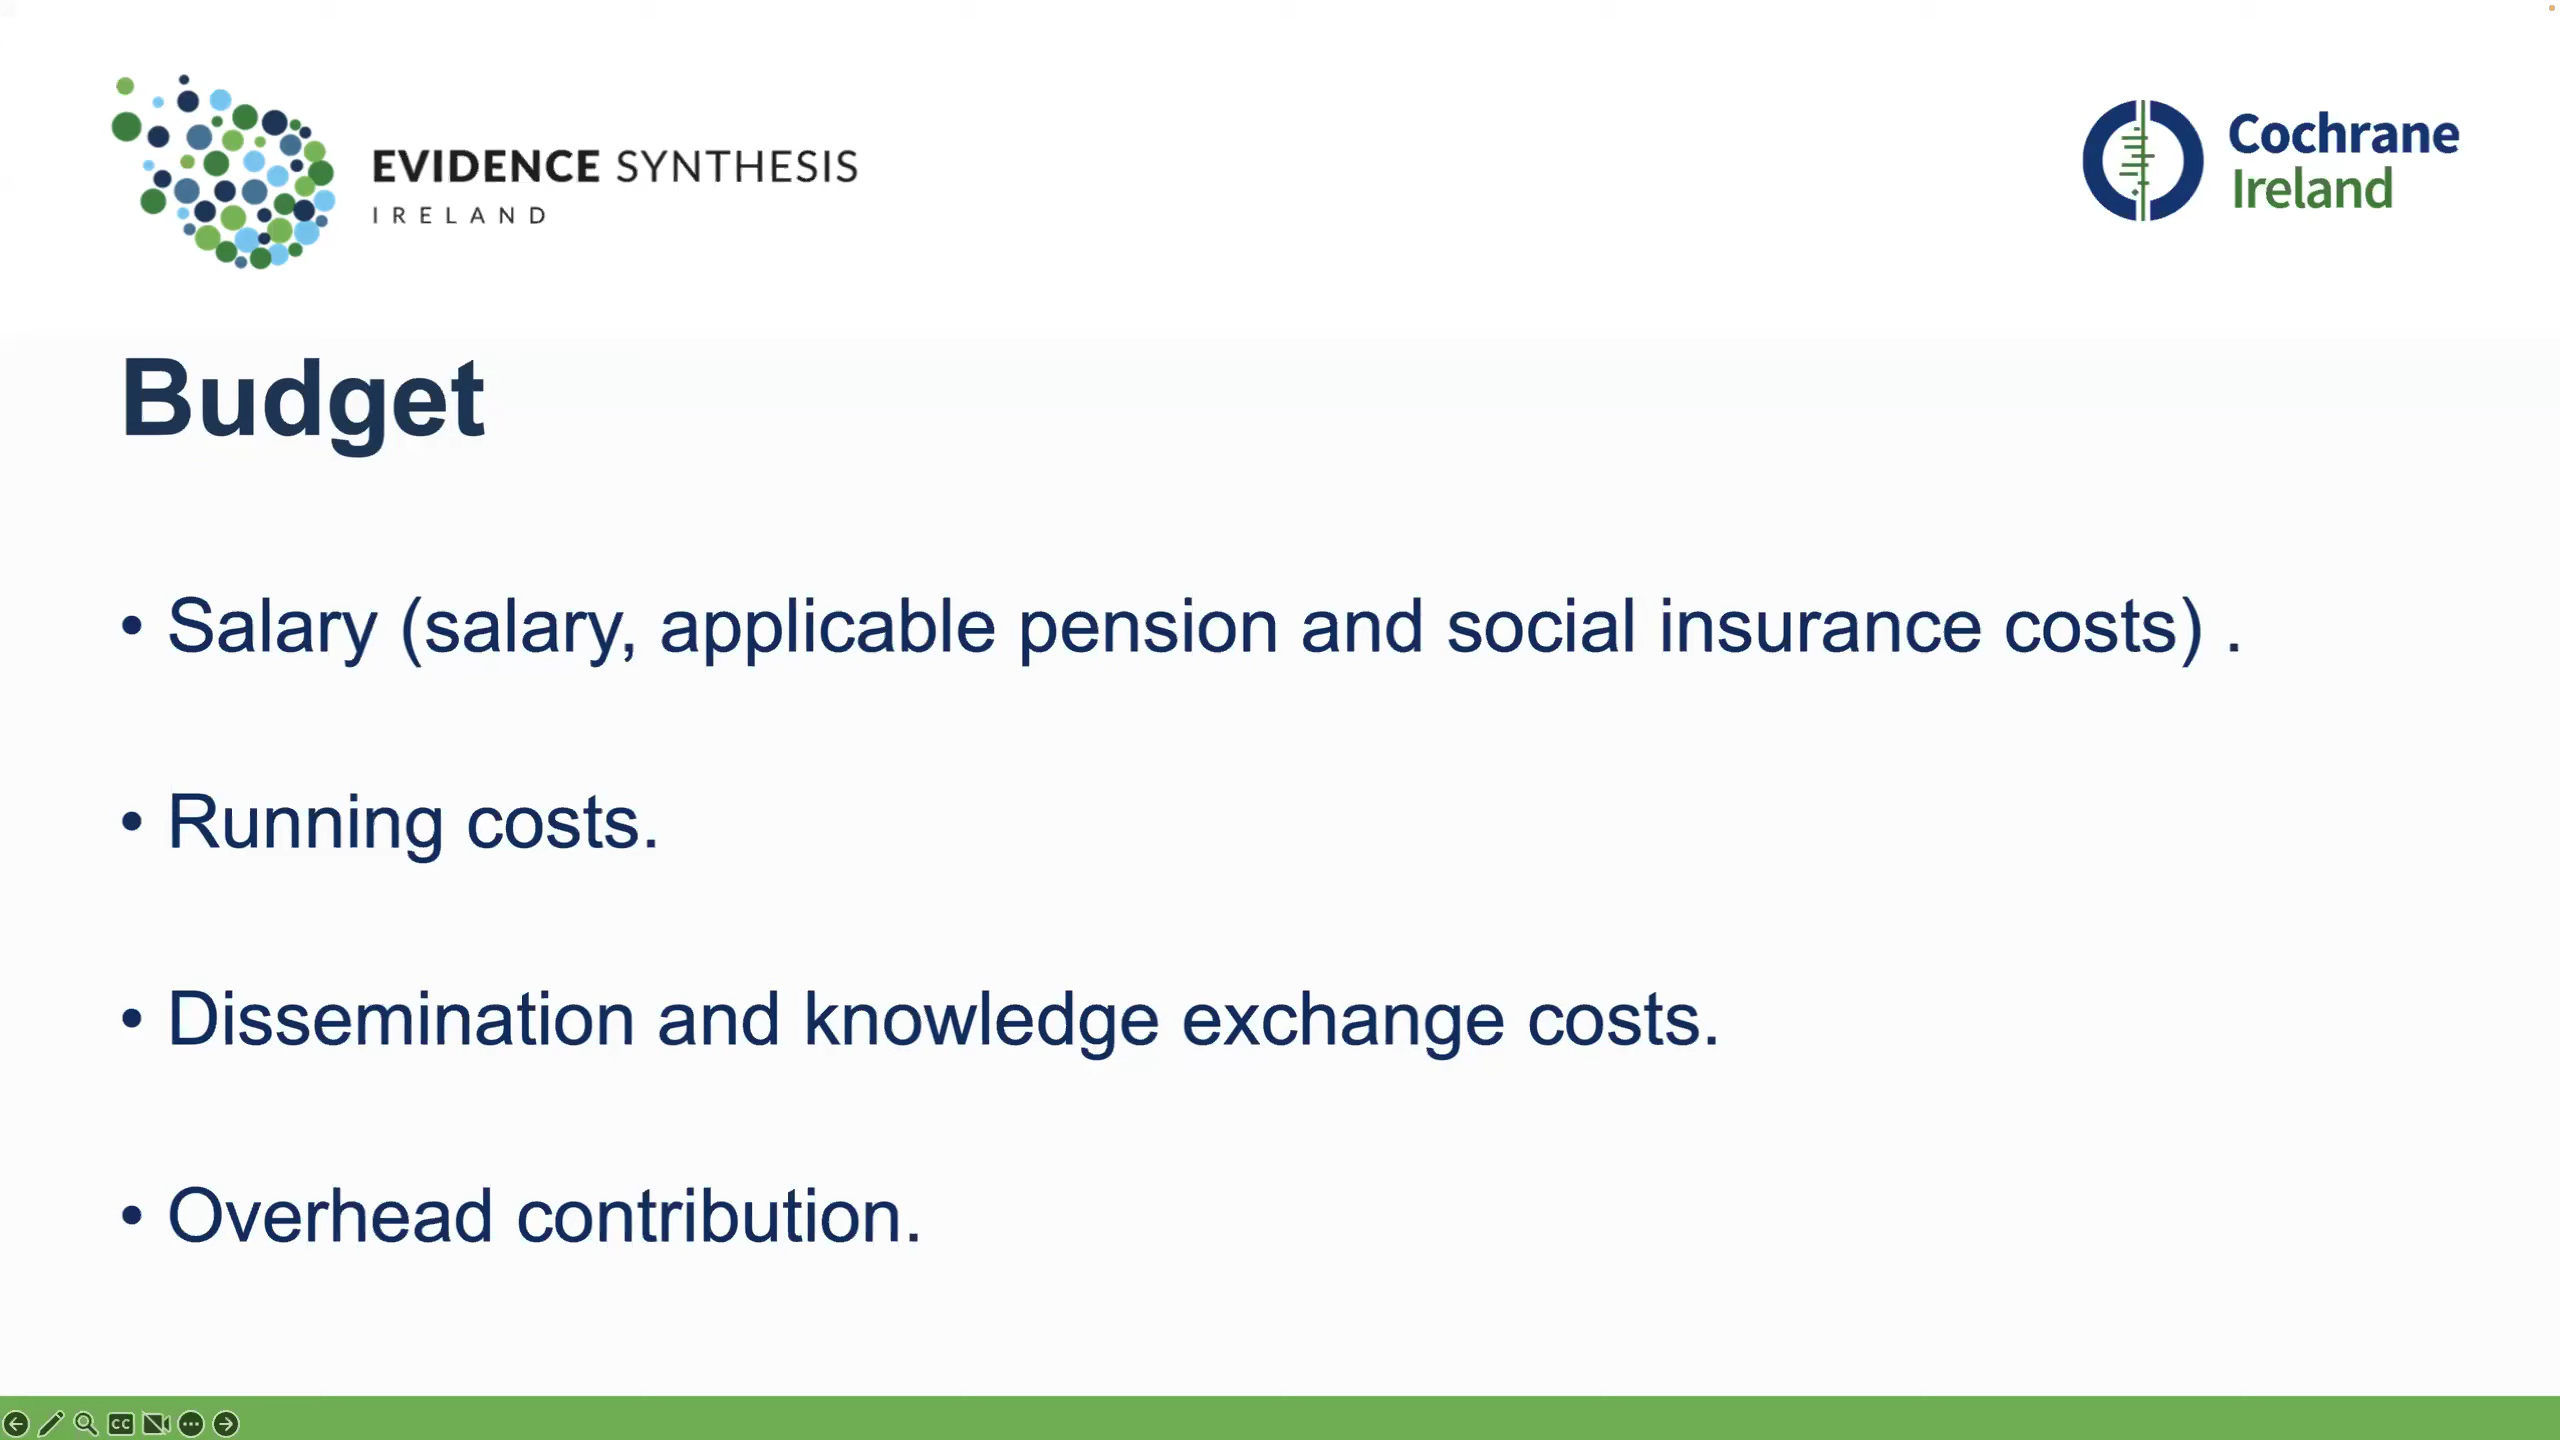 EVIDENCE SYNTHESIS
IRELAND
Cochrane
Ireland
Budget
• Salary (salary, applicable pension and social insurance costs) .
• Running costs.
• Dissemination and knowledge exchange costs.
• Overhead contribution.
CC